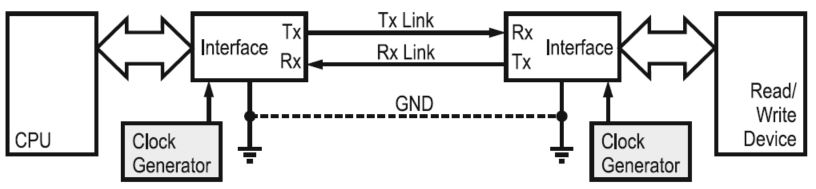 CPU
Interface
Tx
Rx
Clock
Generator
Tx Link
Rx Link
GND
Rx
Tx
Interface
Clock
Generator
Read/
Write
Device